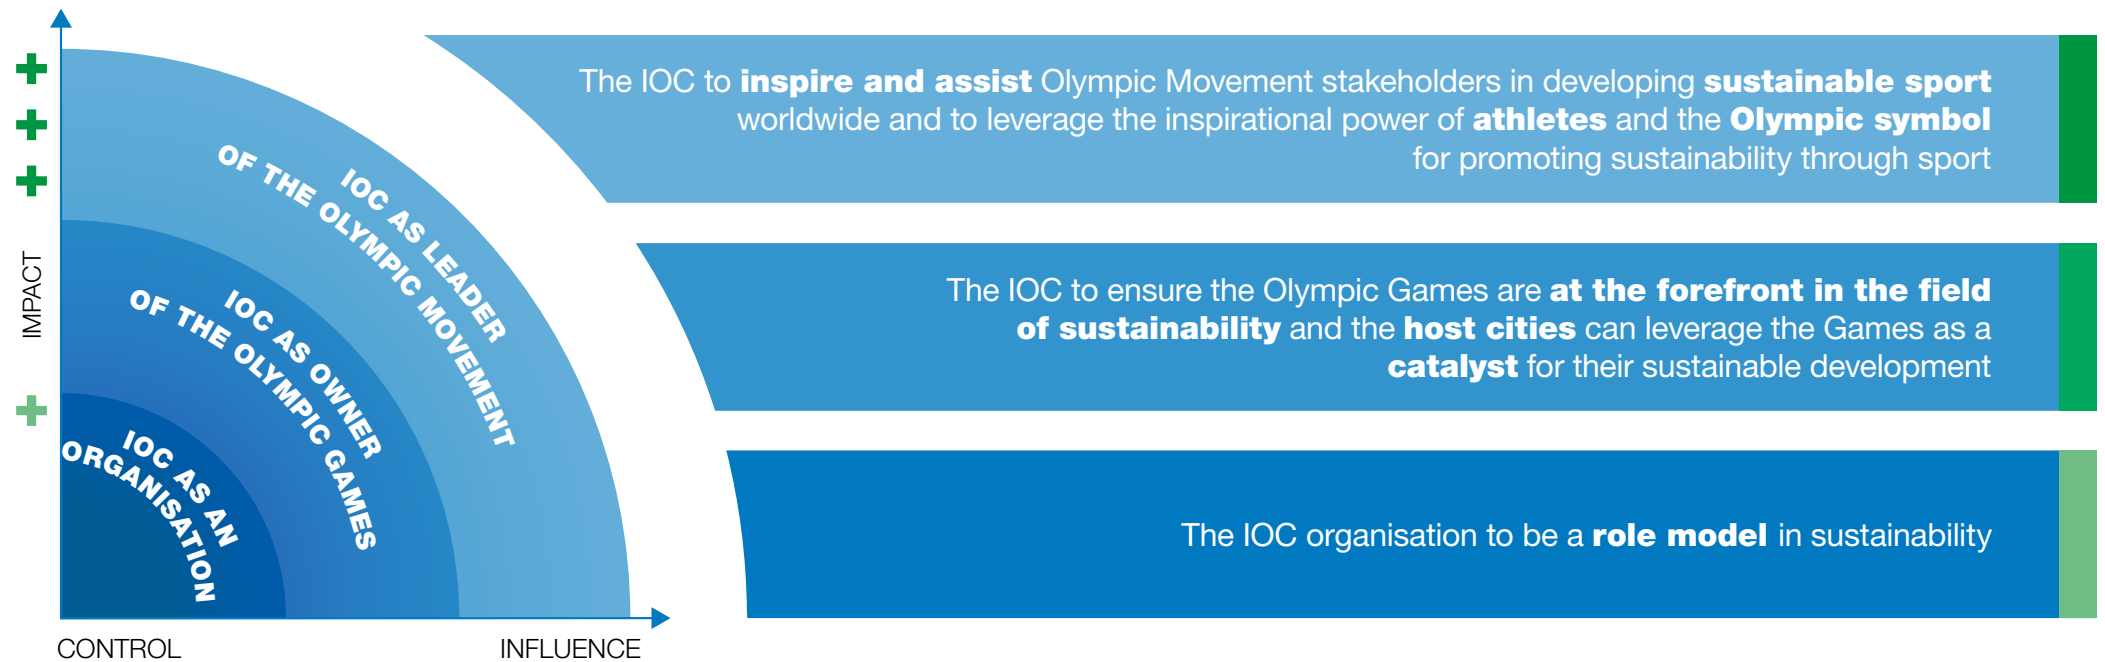 IMPACT
IOC AS LEADER
OF THE OLYMPIC MOVEMENT
IOC AS OWNER
OF THE OLYMPIC GAMES
IOC AS AN
ORGANISATION
CONTROL
INFLUENCE
The IOC to inspire and assist Olympic Movement stakeholders in developing sustainable sport
worldwide and to leverage the inspirational power of athletes and the Olympic symbol
for promoting sustainability through sport
The IOC to ensure the Olympic Games are at the forefront in the field
of sustainability and the host cities can leverage the Games as a
catalyst for their sustainable development
The IOC organisation to be a role model in sustainability